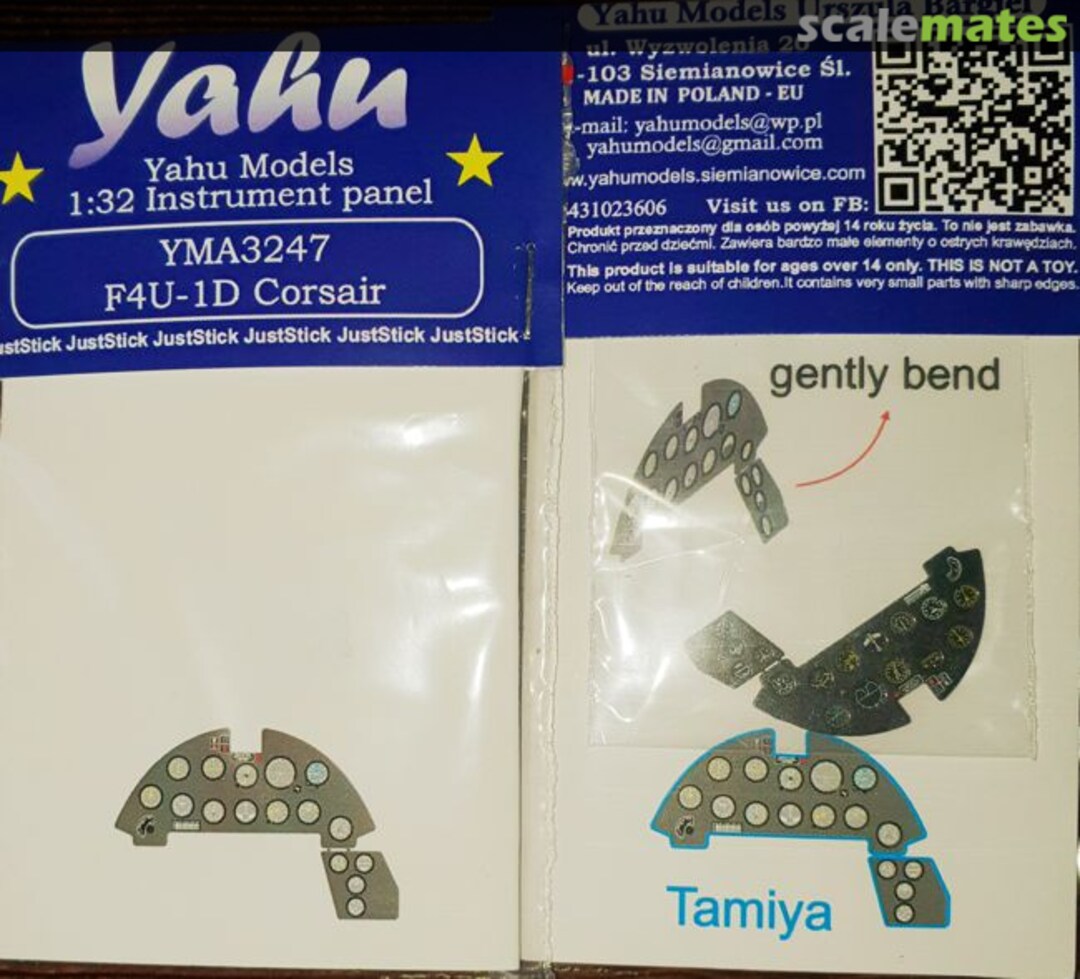 scalemates
Yahu
Yahu Models
1:32 Instrument panel
YMA3247
F4U-1D Corsair
JustStick JustStick JustStick JustStick JustStick
Yahu Models Urszula Bargiel
ul. Wyzwolenia 26
-103 Siemianowice Śl.
MADE IN POLAND - EU
-mail: yahumodels@wp.pl
yahumodels@gmail.com
w.yahumodels.siemianowice.com
431023606 Visit us on FB:
Produkt przeznaczony dla osób powyżej 14 roku życia. To nie jest zabawka.
Chronić przed dziećmi. Zawiera bardzo małe elementy o ostrych krawędziach.
This product is suitable for ages over 14 only. THIS IS NOT A TOY.
Keep out of the reach of children.It contains very small parts with sharp edges.
gently bend
Tamiya